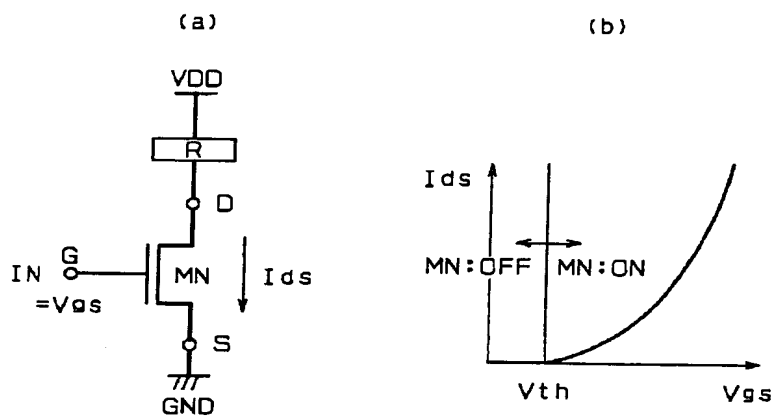 (a)
VDD
R
D
G
IN
=Vgs
MN
Ids
S
GND
(b)
Ids
MN:OFF
MN:ON
Vth
Vgs